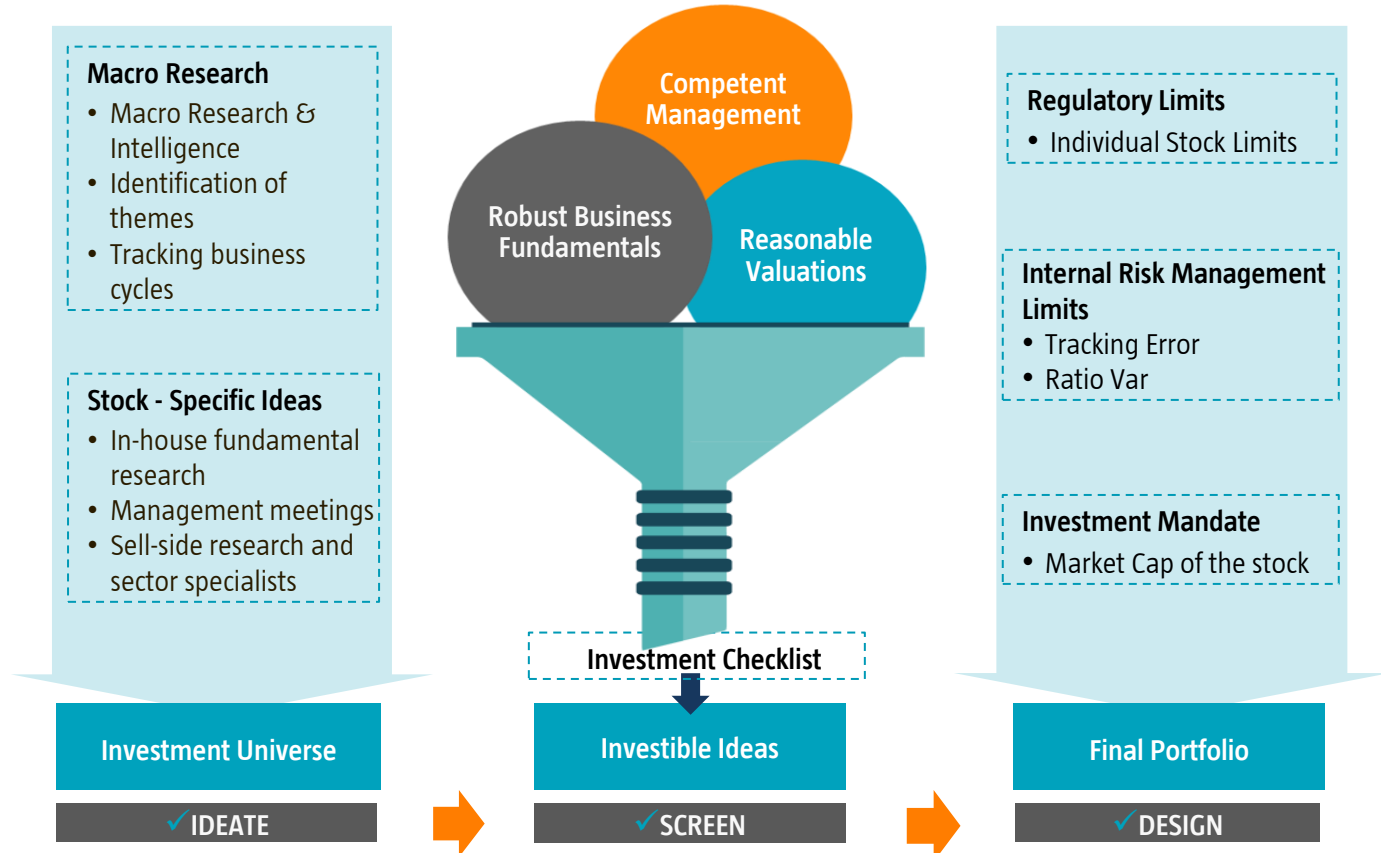 Macro Research
• Macro Research &
Intelligence
• Identification of
themes
• Tracking business
cycles
Stock - Specific Ideas
• In-house fundamental
research
• Management meetings
• Sell-side research and
sector specialists
Investment Universe
✓IDEATE
Competent
Management
Robust Business
Fundamentals
Reasonable
Valuations
Investment Checklist
Investible Ideas
✓SCREEN
Regulatory Limits
• Individual Stock Limits
Internal Risk Management
Limits
• Tracking Error
• Ratio Var
Investment Mandate
• Market Cap of the stock
Final Portfolio
✓DESIGN